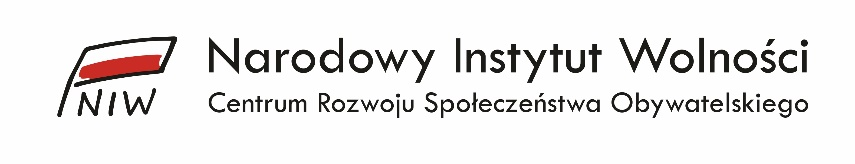 NIW
Narodowy Instytut Wolności
Centrum Rozwoju Społeczeństwa Obywatelskiego